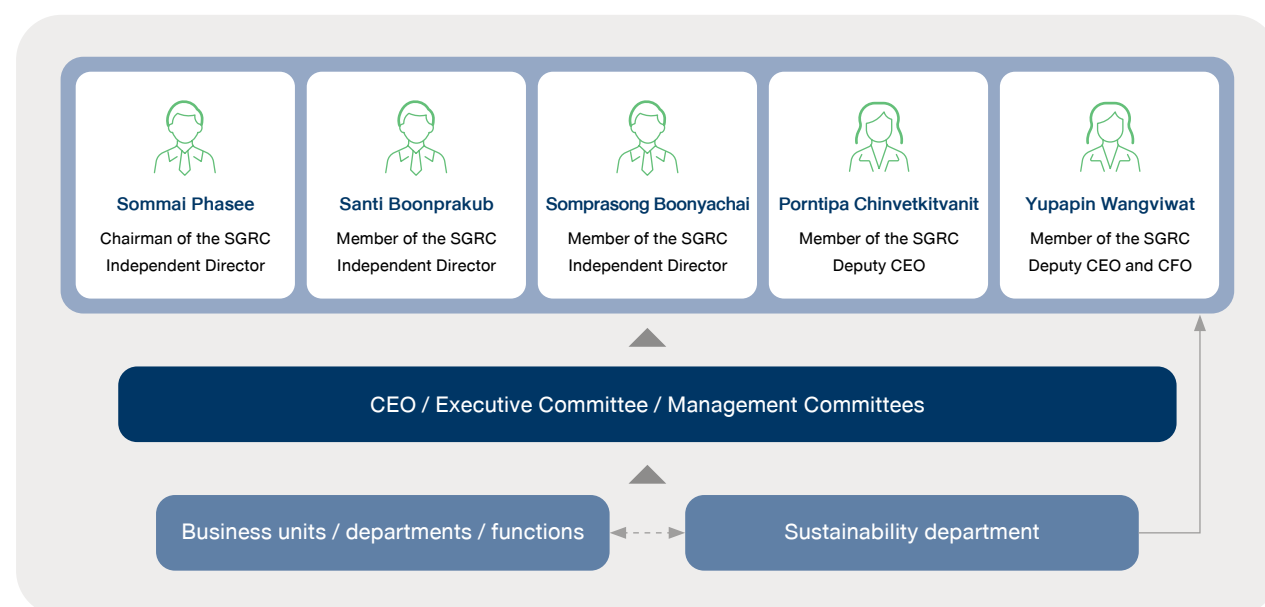 Sommai Phasee
Chairman of the SGRC
Independent Director
Santi Boonprakub
Member of the SGRC
Independent Director
Somprasong Boonyachai
Member of the SGRC
Independent Director
Porntipa Chinvetkitvanit
Member of the SGRC
Deputy CEO
Yupapin Wangviwat
Member of the SGRC
Deputy CEO and CFO
CEO / Executive Committee / Management Committees
Business units / departments / functions
Sustainability department